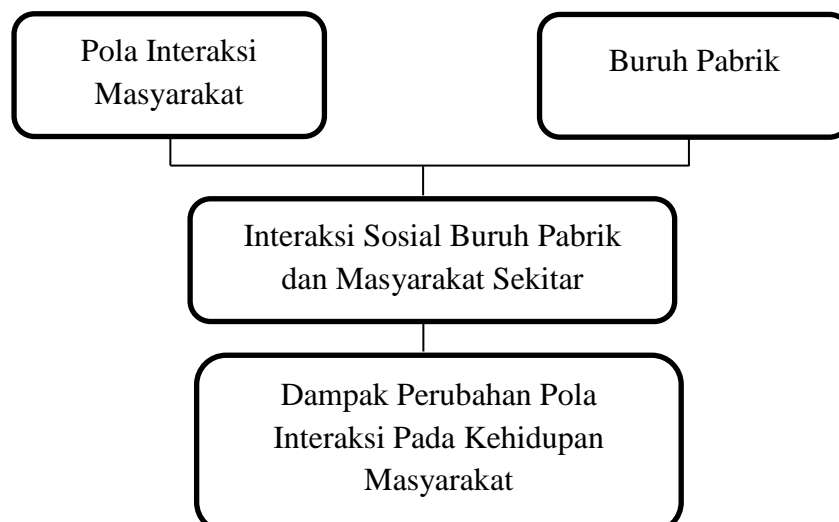 Pola Interaksi
Masyarakat
Buruh Pabrik
Interaksi Sosial Buruh Pabrik
dan Masyarakat Sekitar
Dampak Perubahan Pola
Interaksi Pada Kehidupan
Masyarakat